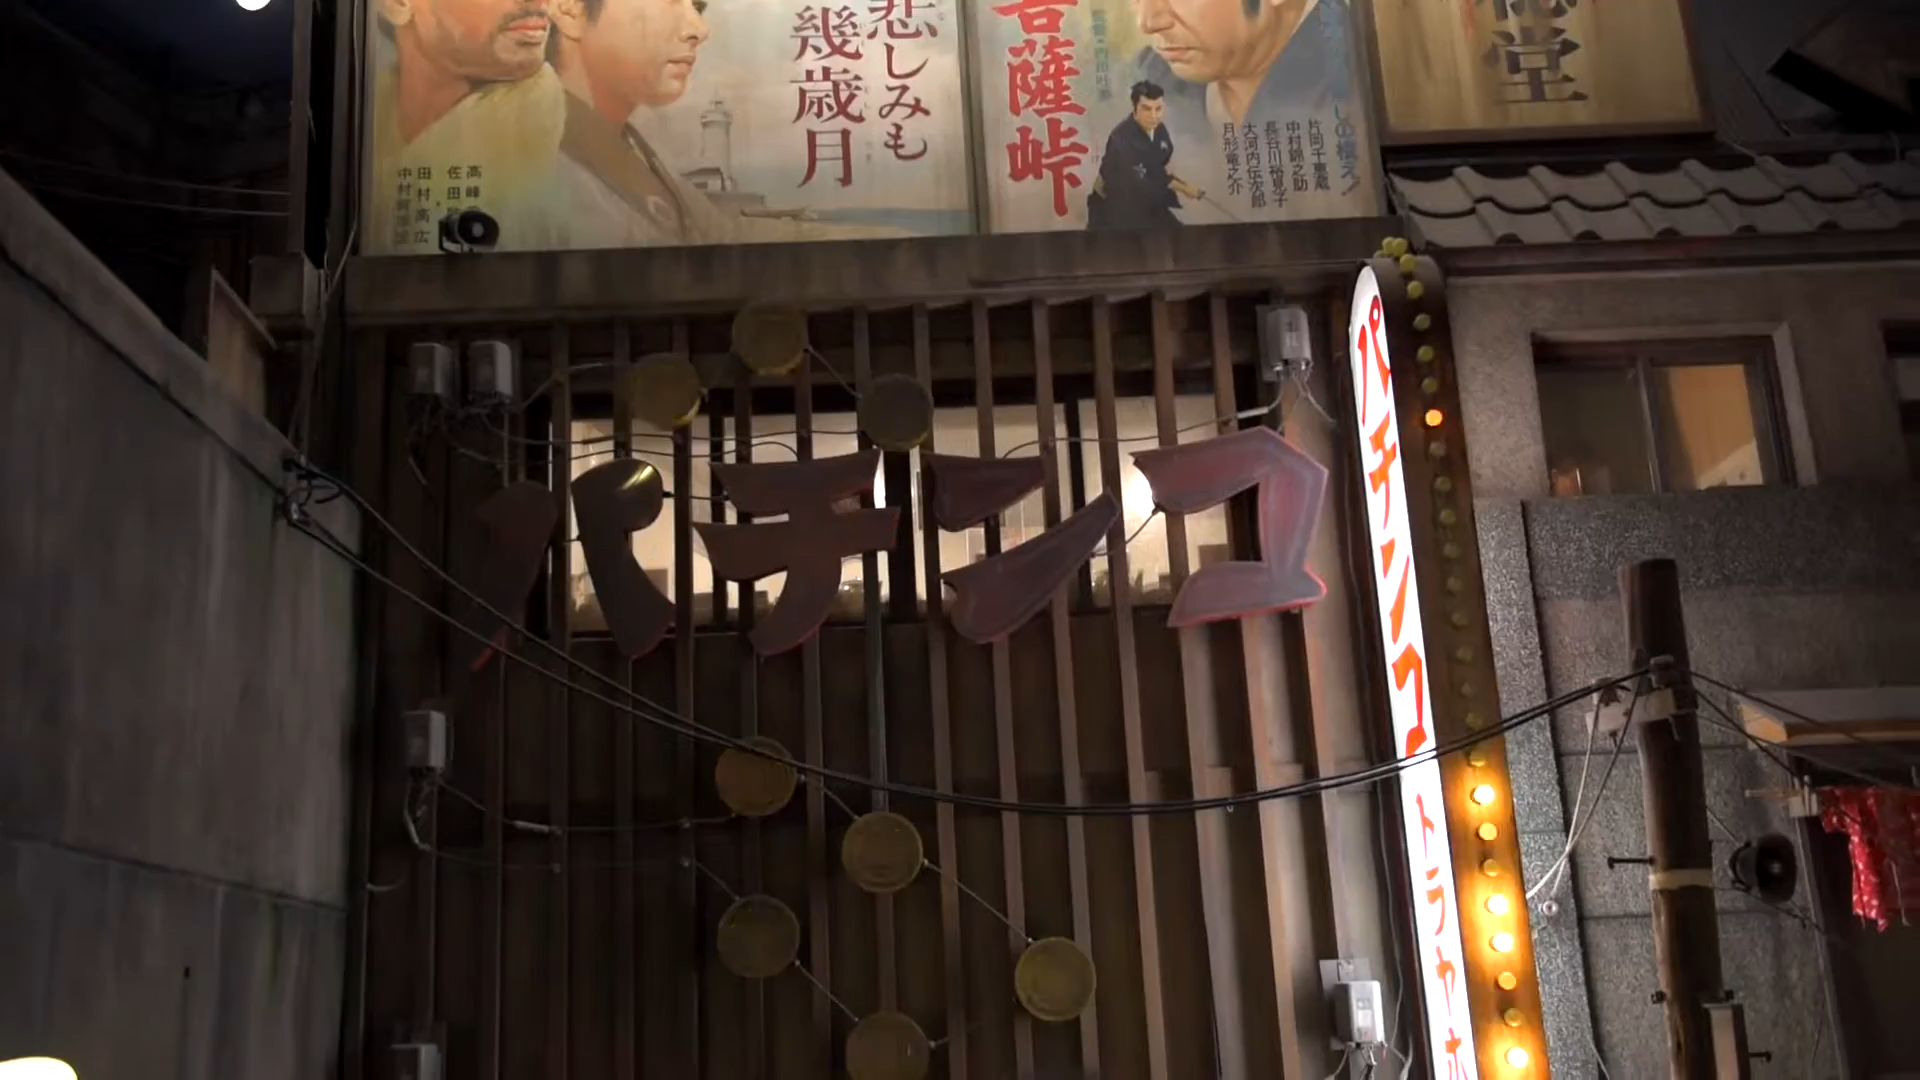 悲しみも
幾歳月
高峰
佐田
田村高広
中村
菩薩峠
片岡千恵蔵
中村錦之助
長谷川裕見子
大河内伝次郎
月形竜之介
堂
パチンコ
パチンコ トラヤホ